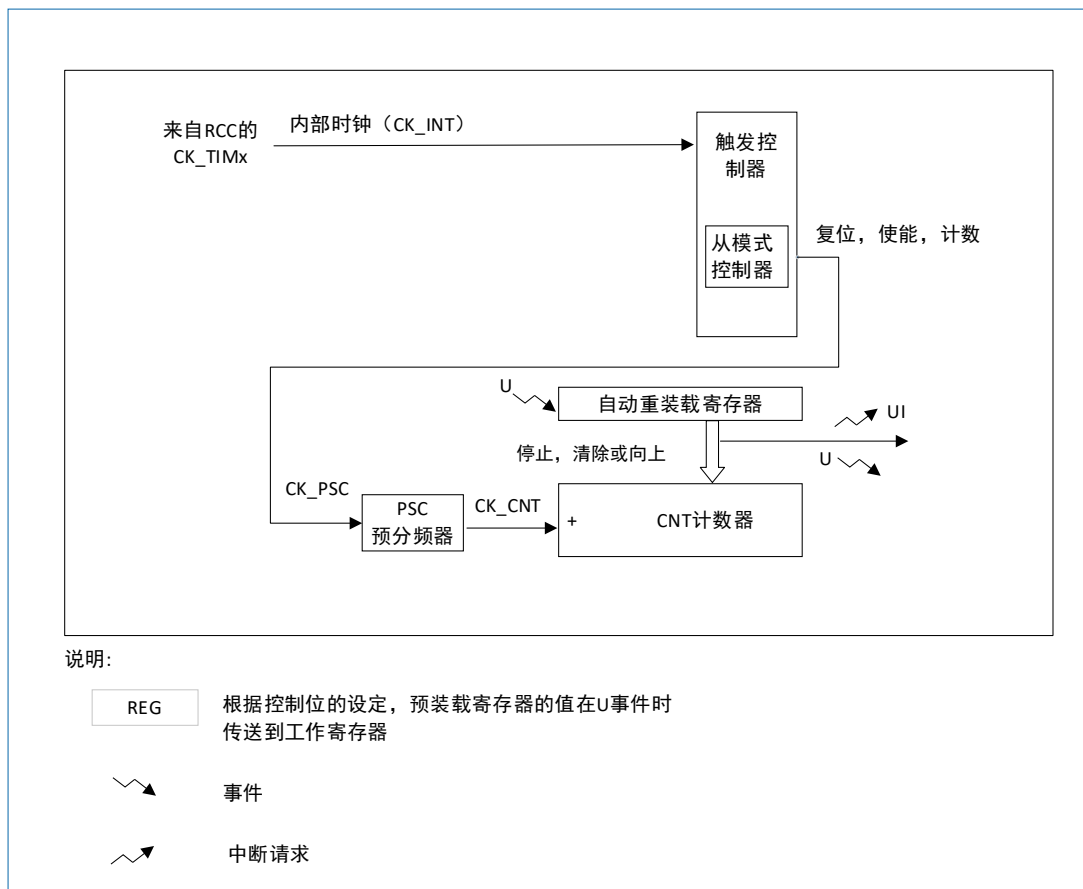 来自RCC的
CK_TIMx
内部时钟（CK_INT）
触发控
制器
从模式
控制器
复位，使能，计数
U
自动重装载寄存器
UI
停止，清除或向上
U
CK_PSC
PSC
预分频器
CK_CNT
+
CNT计数器
说明:
REG
根据控制位的设定，预装载寄存器的值在U事件时
传送到工作寄存器
事件
中断请求